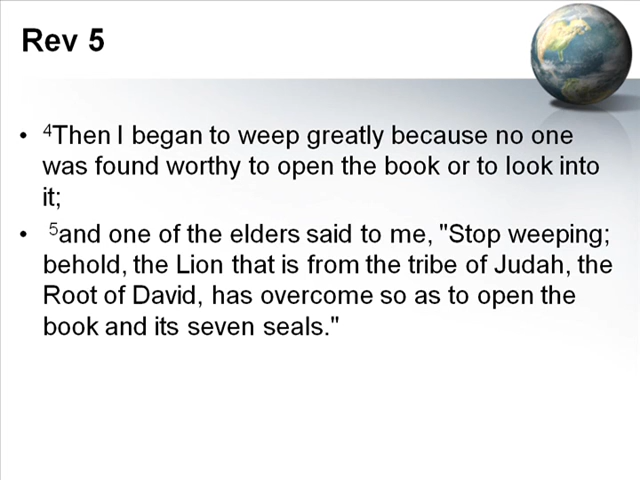 Rev 5
• ⁴Then I began to weep greatly because no one
was found worthy to open the book or to look into
it;
• ⁵and one of the elders said to me, "Stop weeping;
behold, the Lion that is from the tribe of Judah, the
Root of David, has overcome so as to open the
book and its seven seals."